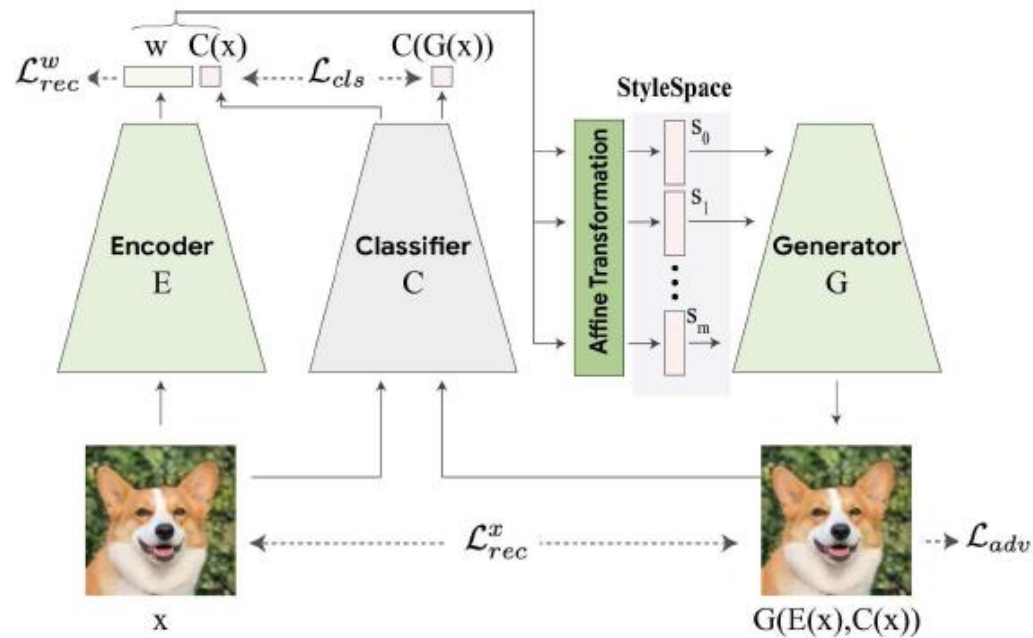 w C(x) C(G(x))
ℒ^w_rec ℒ_cls
StyleSpace
Affine Transformation
S_0
S_1
S_m
Encoder
E
Classifier
C
Generator
G
ℒ^x_rec ℒ_adv
x G(E(x),C(x))